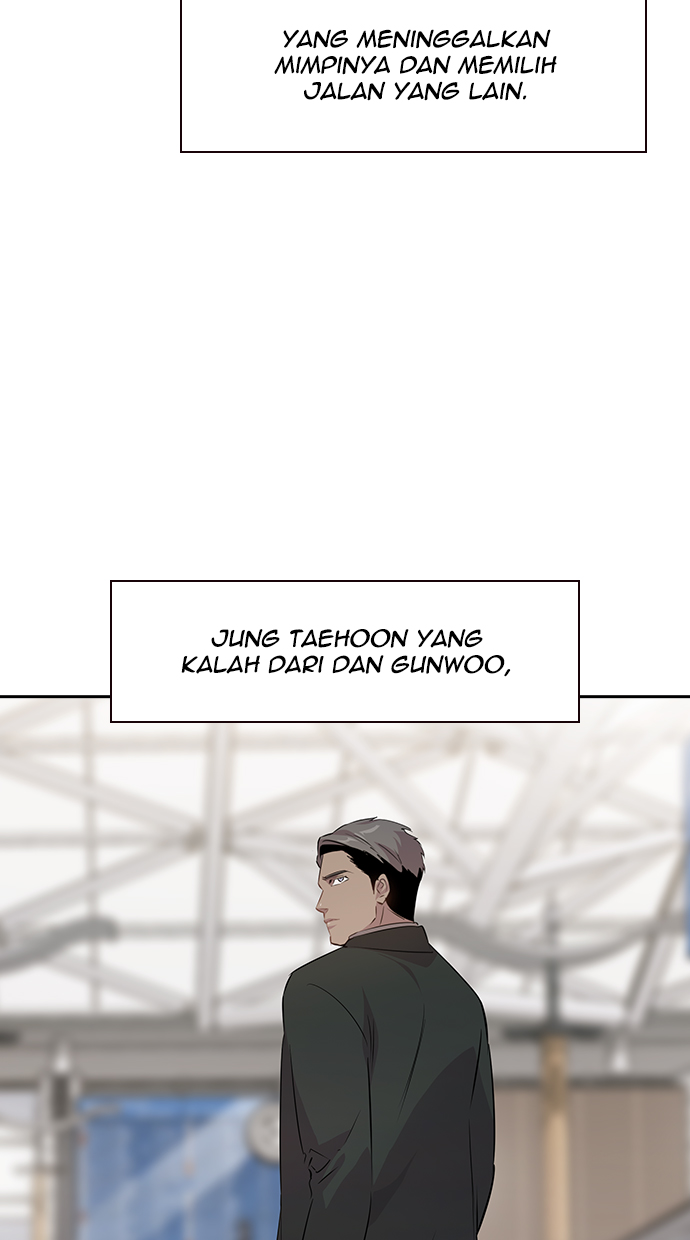 YANG MENINGGALKAN
MIMPINYA DAN MEMILIH
JALAN YANG LAIN.
JUNG TAEHOON YANG
KALAH DARI DAN GUNWOO,